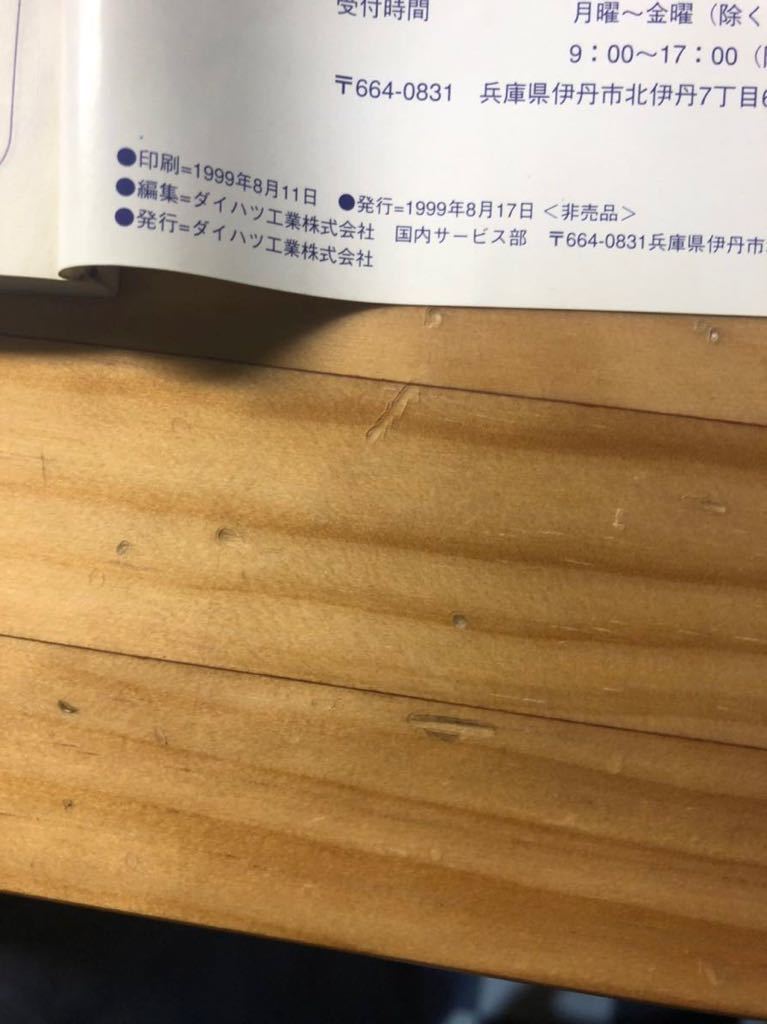 受付時間 月曜～金曜（除く
9：00～17：00（
〒664-0831 兵庫県伊丹市北伊丹7丁目6
●印刷=1999年8月11日 ●発行=1999年8月17日 ＜非売品＞
●編集=ダイハツ工業株式会社 国内サービス部 〒664-0831兵庫県伊丹市
●発行=ダイハツ工業株式会社